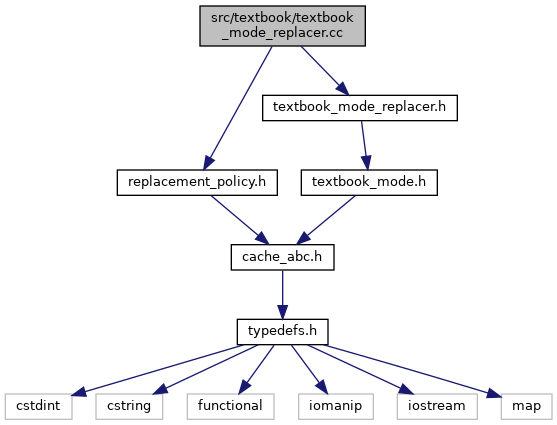 src/textbook/textbook
_mode_replacer.cc
textbook_mode_replacer.h
replacement_policy.h
textbook_mode.h
cache_abc.h
typedefs.h
cstdint
cstring
functional
iomanip
iostream
map